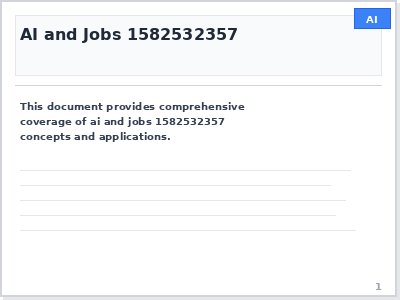 AI
AI and Jobs 1582532357
This document provides comprehensive
coverage of ai and jobs 1582532357
concepts and applications.
1